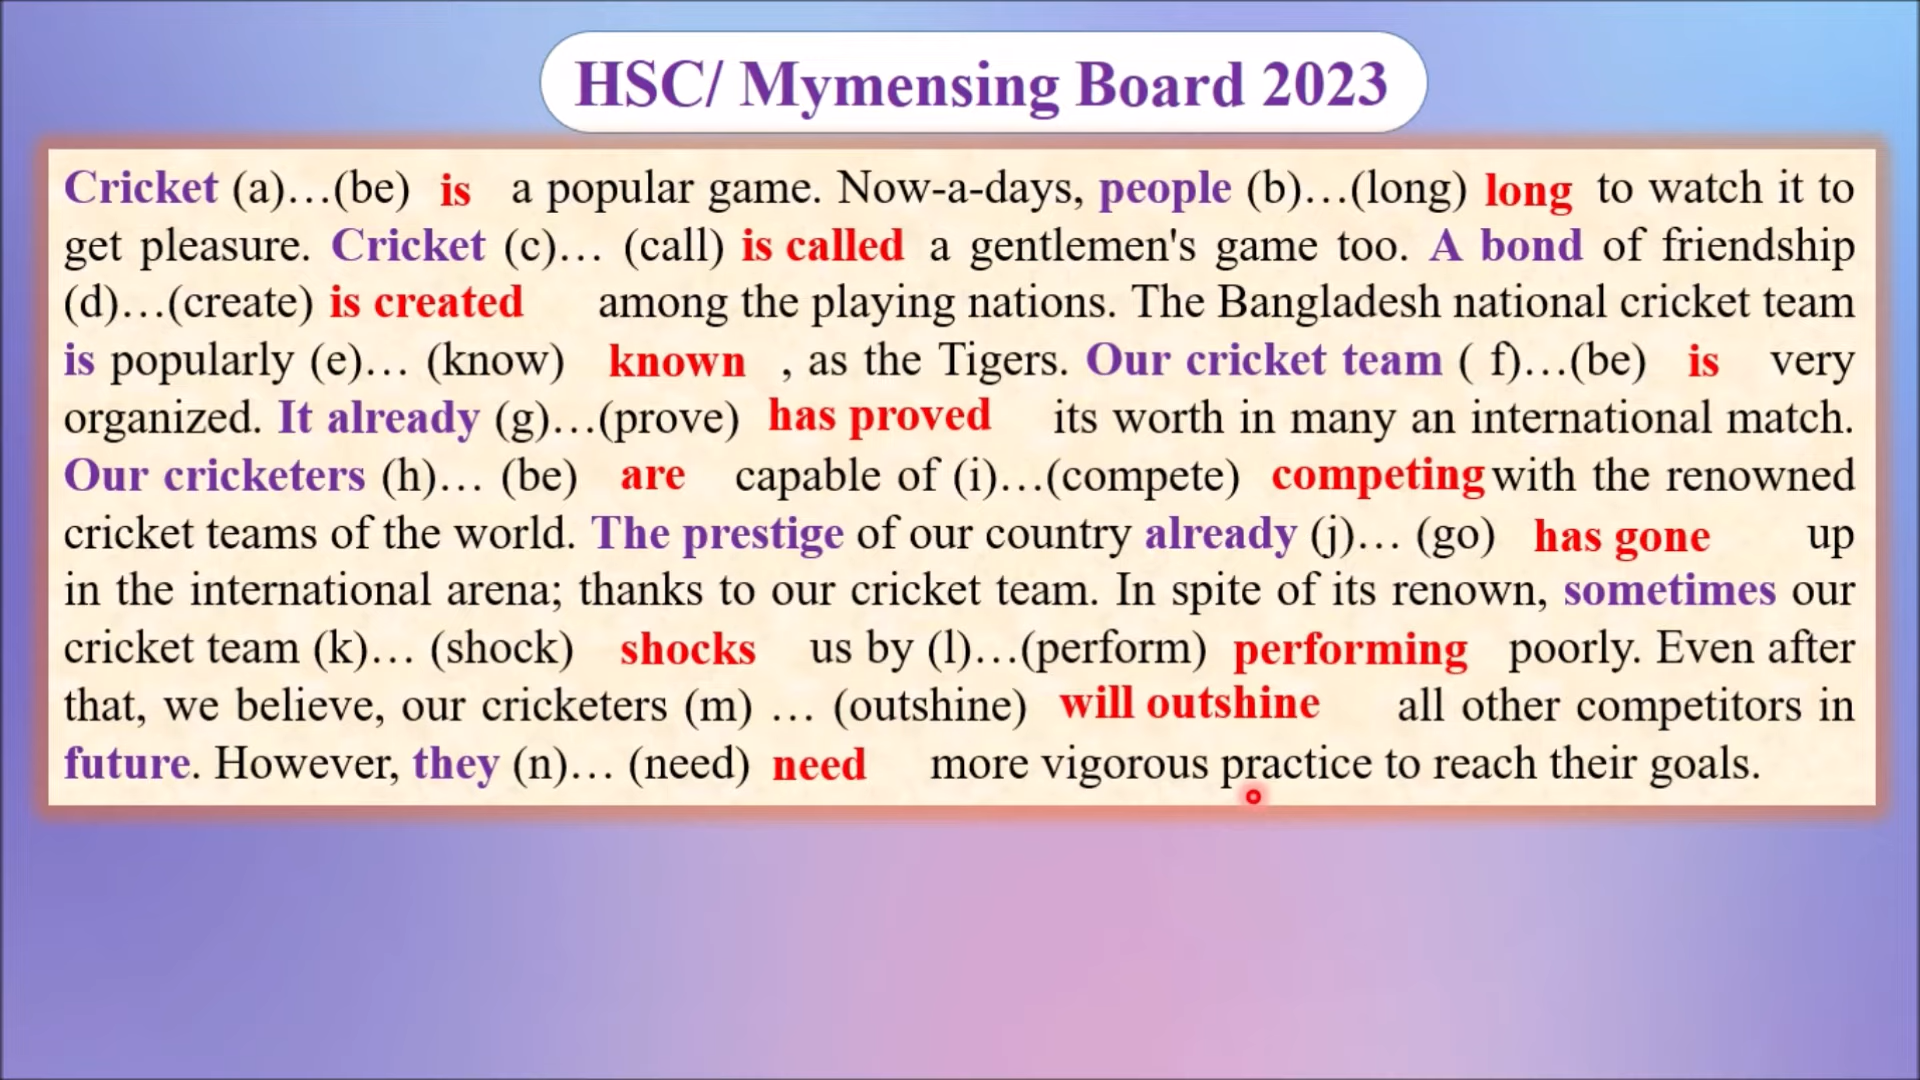 HSC/ Mymensing Board 2023
Cricket (a)…(be) is a popular game. Now-a-days, people (b)…(long) long to watch it to
get pleasure. Cricket (c)… (call) is called a gentlemen's game too. A bond of friendship
(d)…(create) is created among the playing nations. The Bangladesh national cricket team
is popularly (e)… (know) known , as the Tigers. Our cricket team ( f)…(be) is very
organized. It already (g)…(prove) has proved its worth in many an international match.
Our cricketers (h)… (be) are capable of (i)…(compete) competing with the renowned
cricket teams of the world. The prestige of our country already (j)… (go) has gone up
in the international arena; thanks to our cricket team. In spite of its renown, sometimes our
cricket team (k)… (shock) shocks us by (l)…(perform) performing poorly. Even after
that, we believe, our cricketers (m) … (outshine) will outshine all other competitors in
future. However, they (n)… (need) need more vigorous practice to reach their goals.